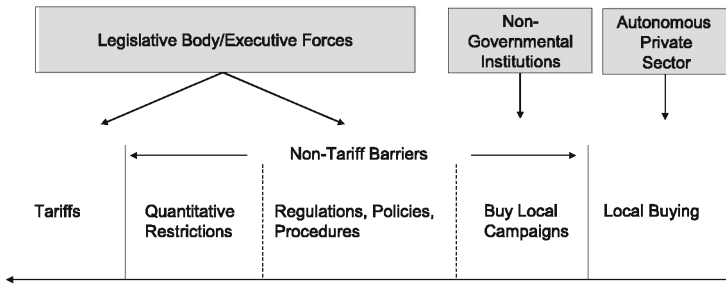 Legislative Body/Executive Forces
Non-
Governmental
Institutions
Autonomous
Private
Sector
Non-Tariff Barriers
Tariffs
Quantitative
Restrictions
Regulations, Policies,
Procedures
Buy Local
Campaigns
Local Buying